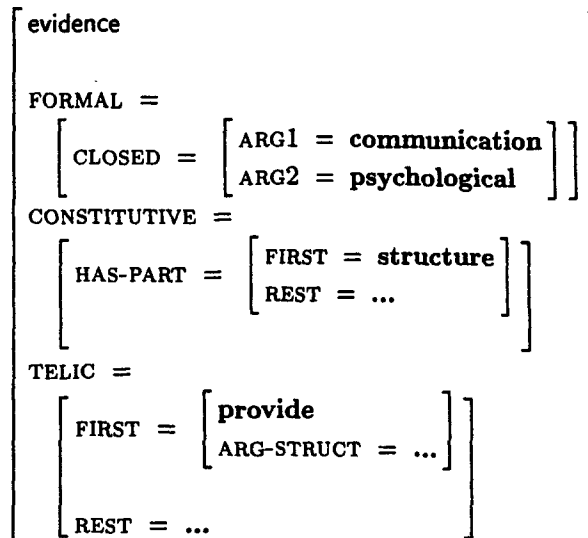 evidence
FORMAL =
CLOSED = [ARG1 = communication
ARG2 = psychological]
CONSTITUTIVE =
HAS-PART = [FIRST = structure
REST = ...]
TELIC =
FIRST = [provide
ARG-STRUCT = ...]
REST = ...